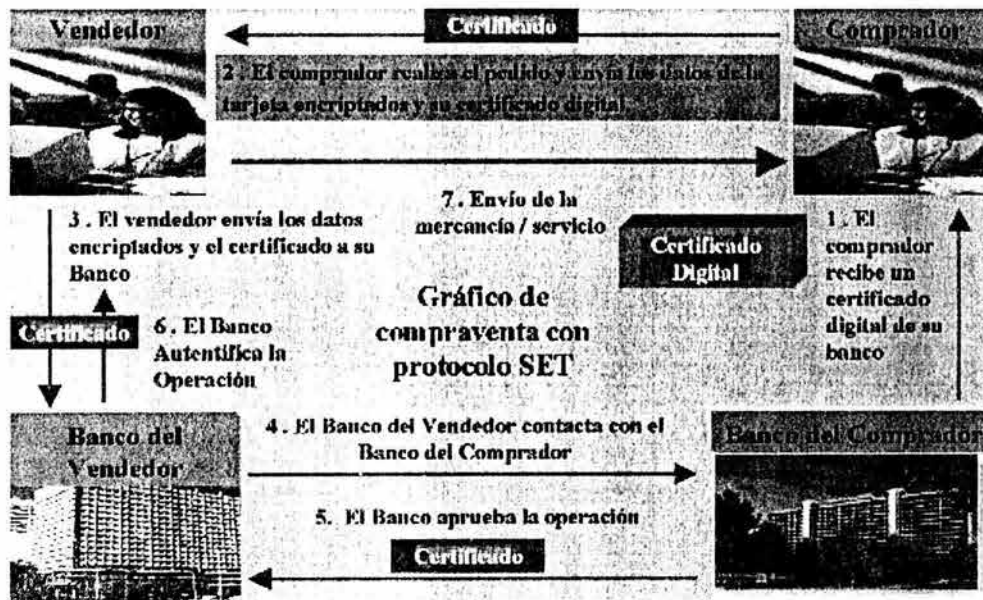 Vendedor
Certificado
Comprador
2 . El comprador realiza el pedido y envía los datos de la
tarjeta encriptados y su certificado digital
3 . El vendedor envía los datos
encriptados y el certificado a su
Banco
7 . Envío de la
mercancía / servicio
Certificado
Digital
1 . El
comprador
recibe un
certificado
digital de su
banco
Gráfico de
compraventa con
protocolo SET
Certificado
6 . El Banco
Autentifica la
Operación
Banco del
Vendedor
4 . El Banco del Vendedor contacta con el
Banco del Comprador
Banco del Comprador
5. El Banco aprueba la operación
Certificado